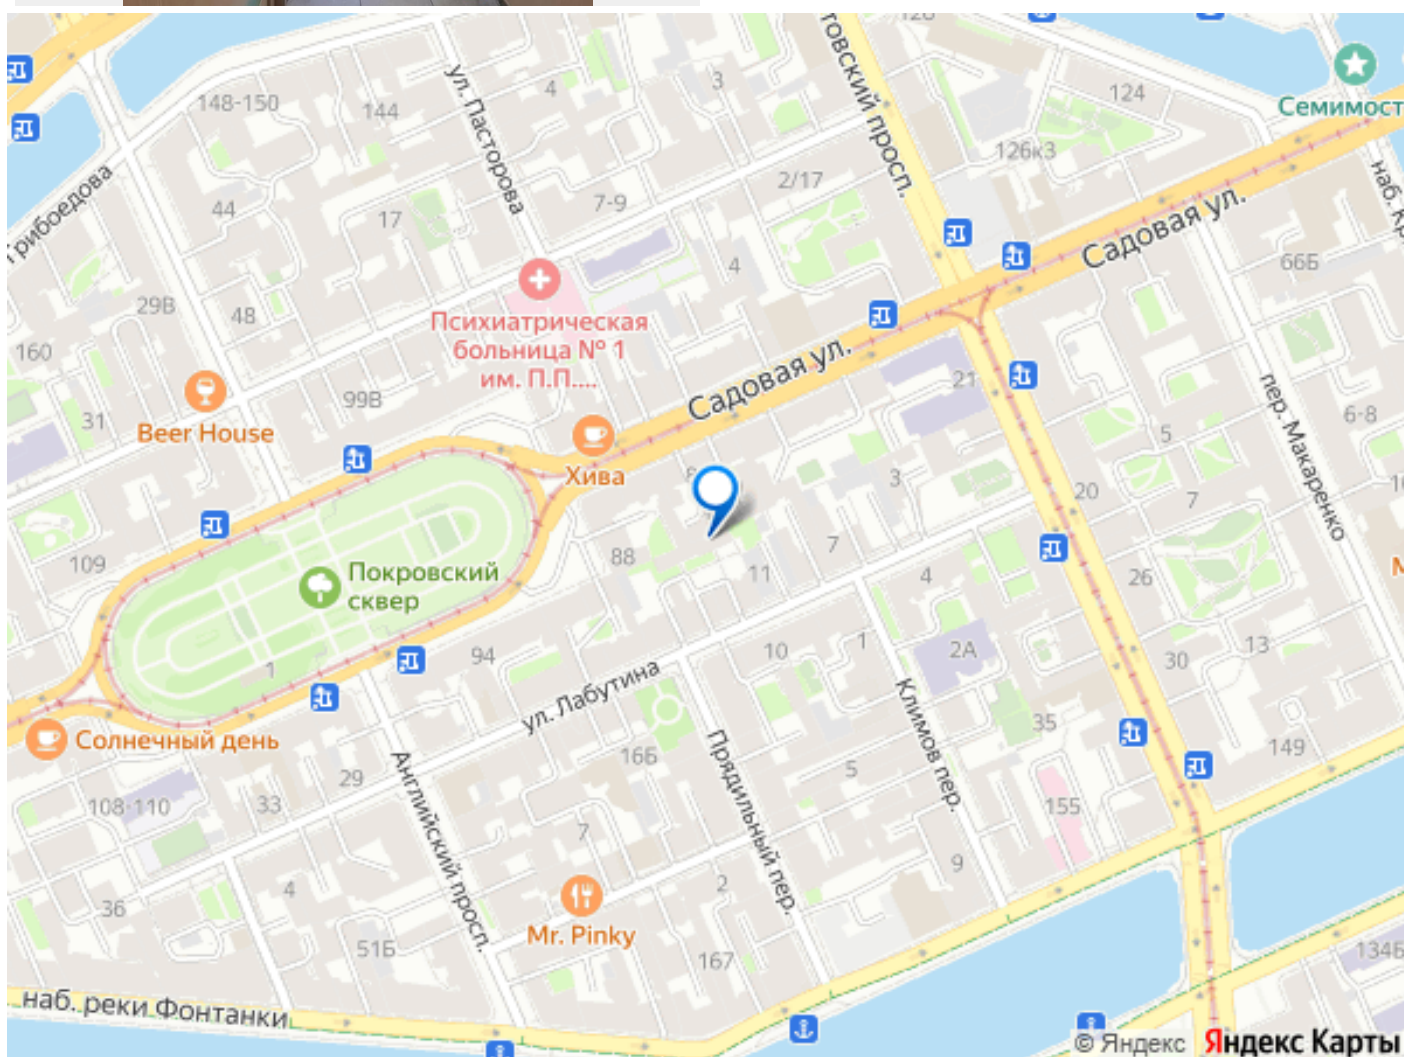 товский просп.
124
Семимост
126к3
148-150
144
ул. Пасторова
4
3
2/17
7-9
Грибоедова
44
17
Садовая ул.
наб. Кр
66Б
4
29В
48
160
Психиатрическая
больница № 1
им. П.П....
Садовая ул.
21
пер. Макаренко
6-8
99В
31
Beer House
Хива
5
3
20
7
109
88
11
7
Покровский
сквер
4
26
1
94
10
1
2А
30
13
ул. Лабутина
Климов пер.
35
149
Солнечный день
29
16Б
Прядильный пер.
5
108-110
33
Английский просп.
155
7
9
4
2
36
Mr. Pinky
51Б
167
134Б
наб. реки Фонтанки
© Яндекс
Яндекс Карты